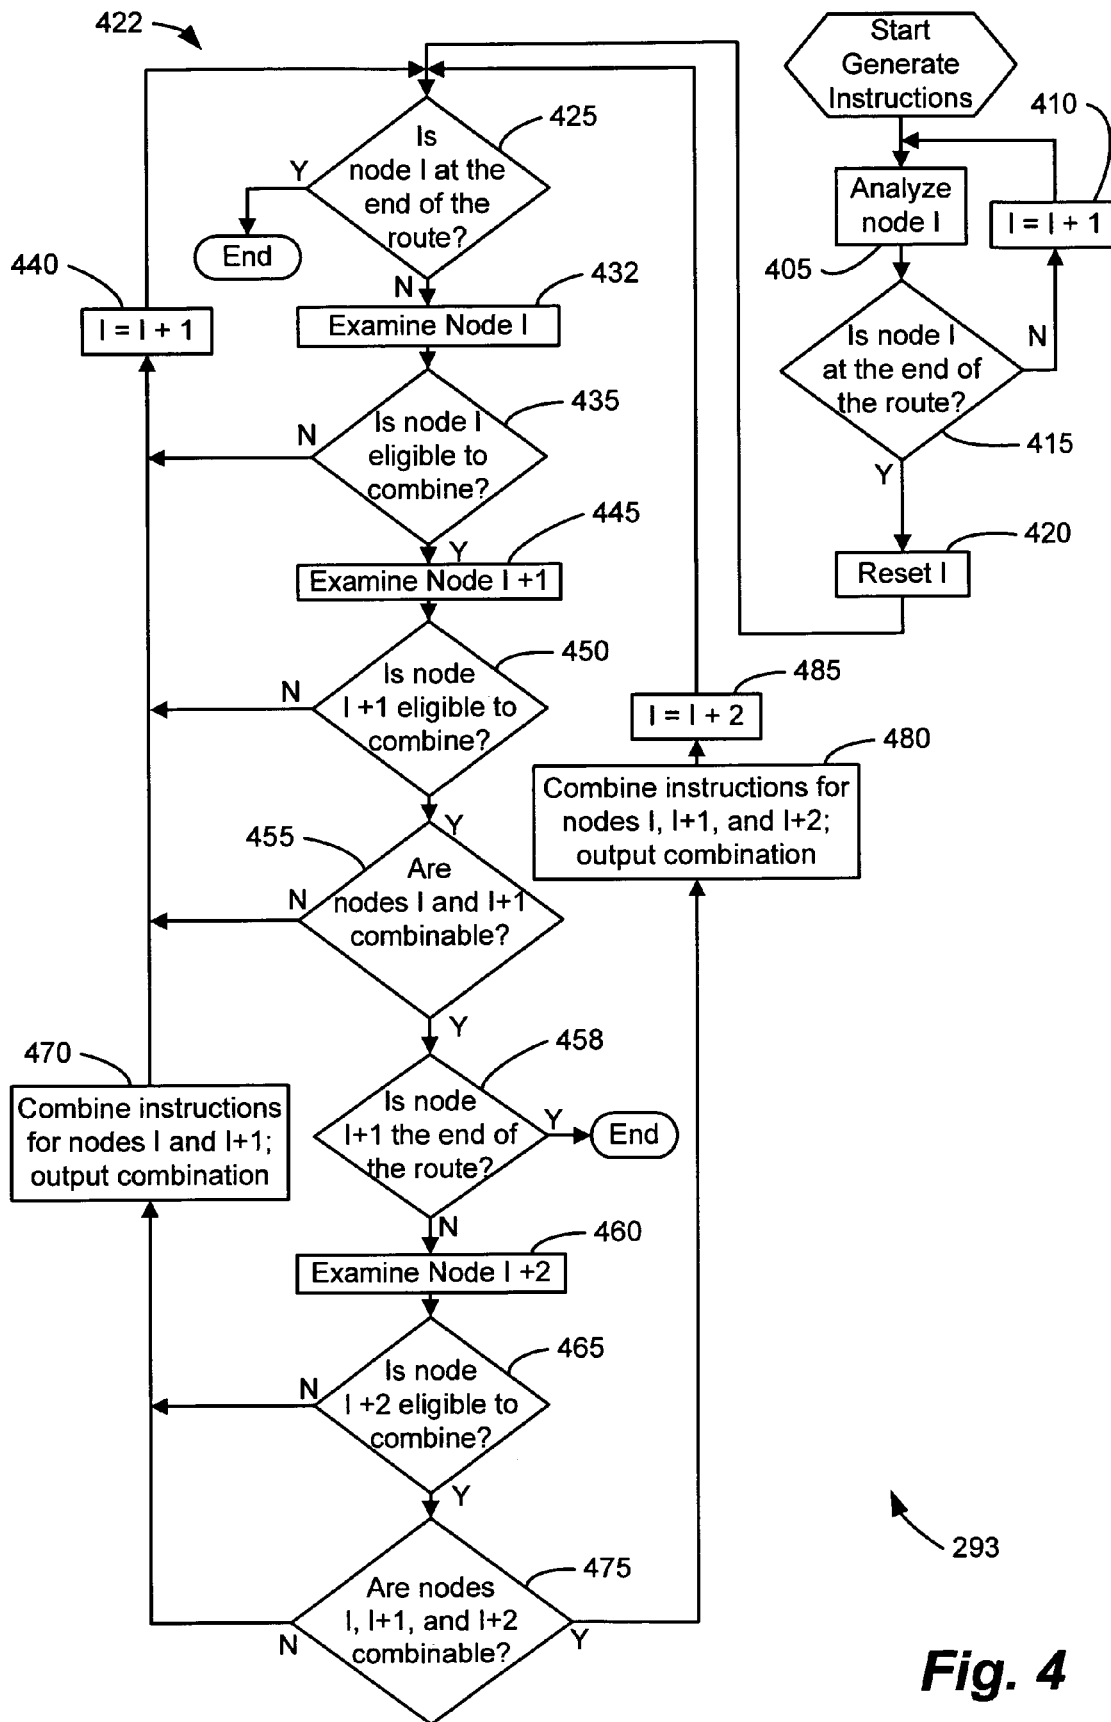 422
Start
Generate
Instructions
410
Is
node I at the
end of the
route?
425
Y
N
End
Analyze
node I
405
I = I + 1
440
I = I + 1
432
Examine Node I
Is node I
at the end of
the route?
N
415
Y
Is node I
eligible to
combine?
435
N
Y
445
Examine Node I +1
420
Reset I
Is node
I +1 eligible to
combine?
450
N
Y
485
I = I + 2
480
Combine instructions for
nodes I, I+1, and I+2;
output combination
455
Are
nodes I and I+1
combinable?
N
Y
458
Is node
I+1 the end of
the route?
Y
End
N
470
Combine instructions
for nodes I and I+1;
output combination
460
Examine Node I +2
465
Is node
I +2 eligible to
combine?
N
Y
475
Are nodes
I, I+1, and I+2
combinable?
N
Y
293
Fig. 4